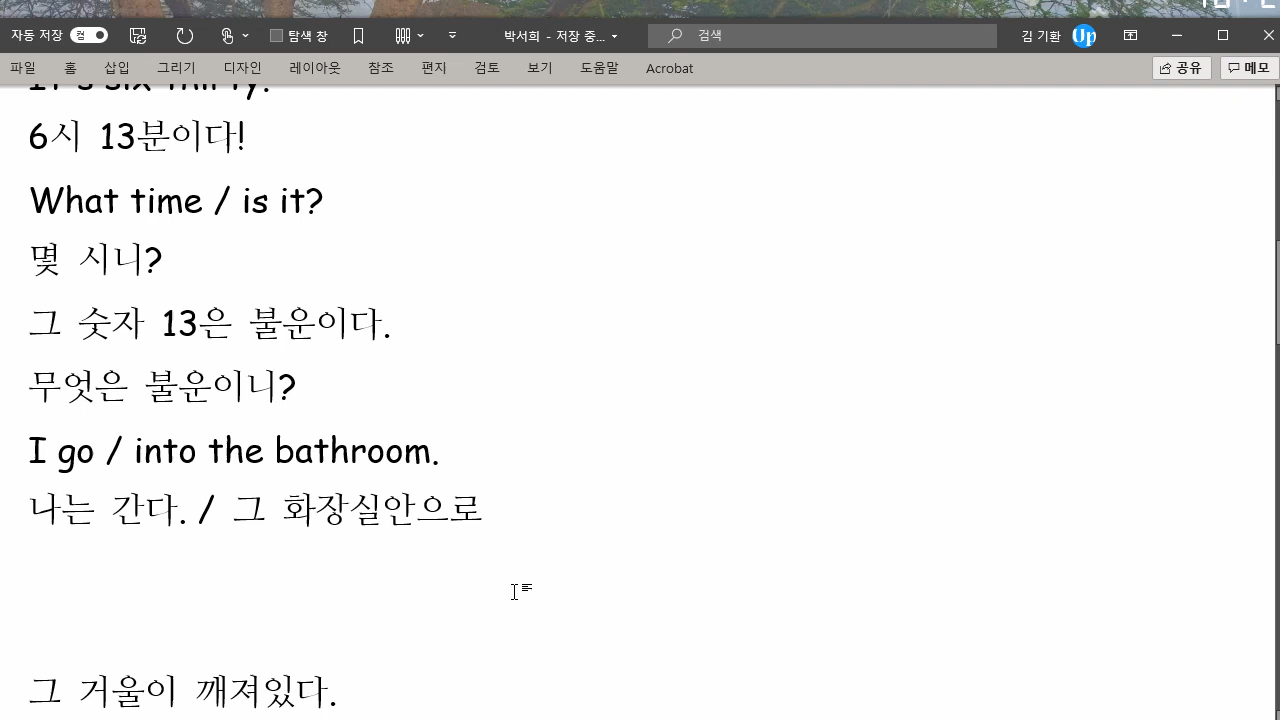 자동 저장 컴 탐색 창 박서희 - 저장 중... 검색 김 기환 Up
파일 홈 삽입 그리기 디자인 레이아웃 참조 편지 검토 보기 도움말 Acrobat 공유 메모
It's six thirty.
6시 13분이다!
What time / is it?
몇 시니?
그 숫자 13은 불운이다.
무엇은 불운이니?
I go / into the bathroom.
나는 간다. / 그 화장실안으로
그 거울이 깨져있다.